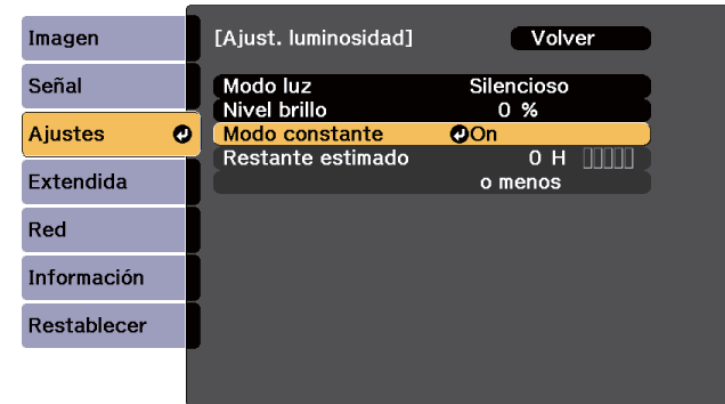 Imagen
Señal
Ajustes
Extendida
Red
Información
Restablecer
[Ajust. luminosidad] Volver
Modo luz Silencioso
Nivel brillo 0 %
Modo constante On
Restante estimado 0 H
o menos